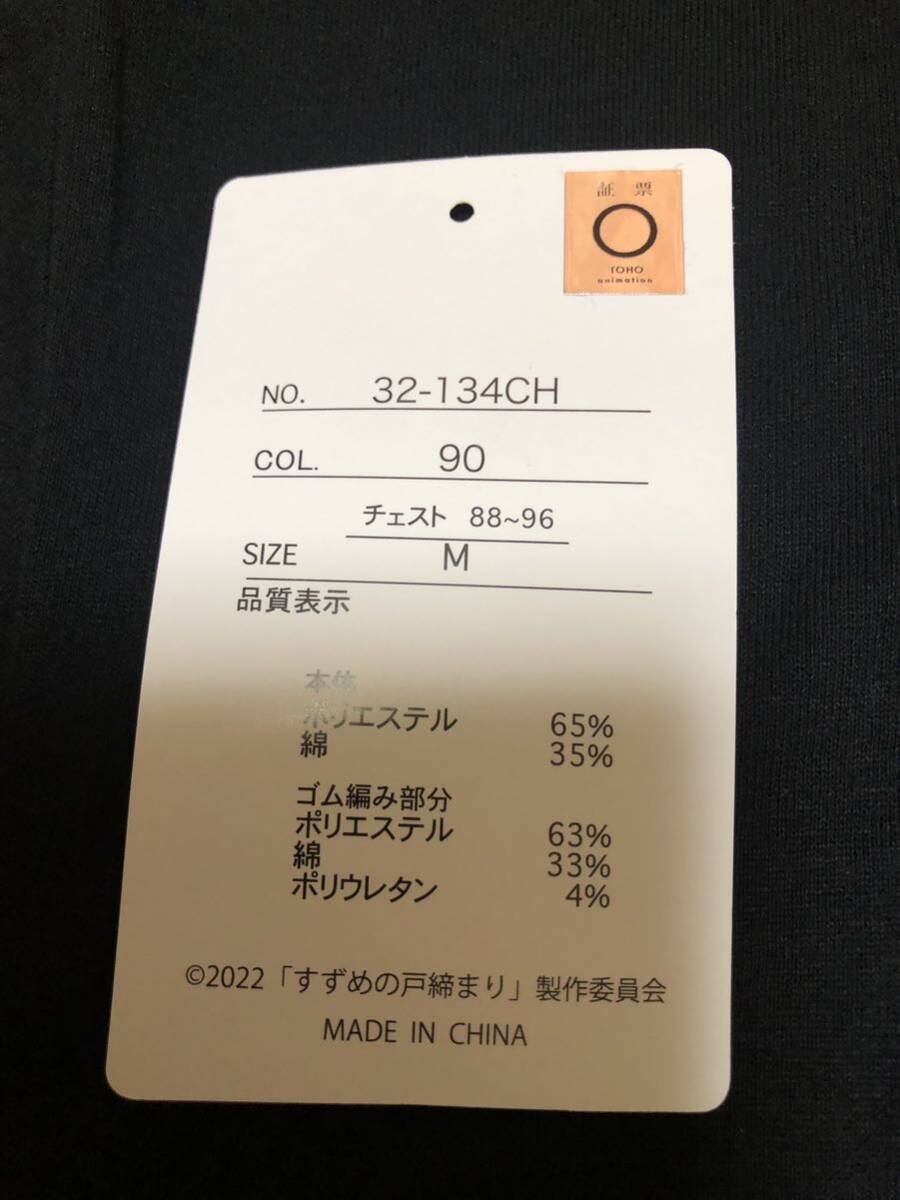 証 票
TOHO
animation
NO. 32-134CH
COL. 90
チェスト 88~96
SIZE M
品質表示
本体
ポリエステル 65%
綿 35%
ゴム編み部分
ポリエステル 63%
綿 33%
ポリウレタン 4%
©2022「すずめの戸締まり」製作委員会
MADE IN CHINA